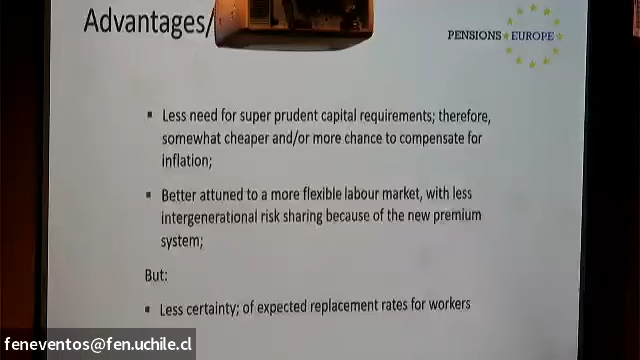 Advantages/
PENSIONS EUROPE
Less need for super prudent capital requirements; therefore,
somewhat cheaper and/or more chance to compensate for
inflation;
Better attuned to a more flexible labour market, with less
intergenerational risk sharing because of the new premium
system;
But:
Less certainty; of expected replacement rates for workers
feneventos@fen.uchile.cl